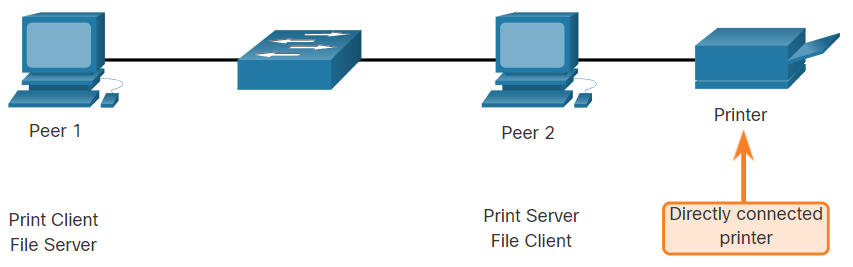 Peer 1
Peer 2
Printer
Print Client
File Server
Print Server
File Client
Directly connected
printer